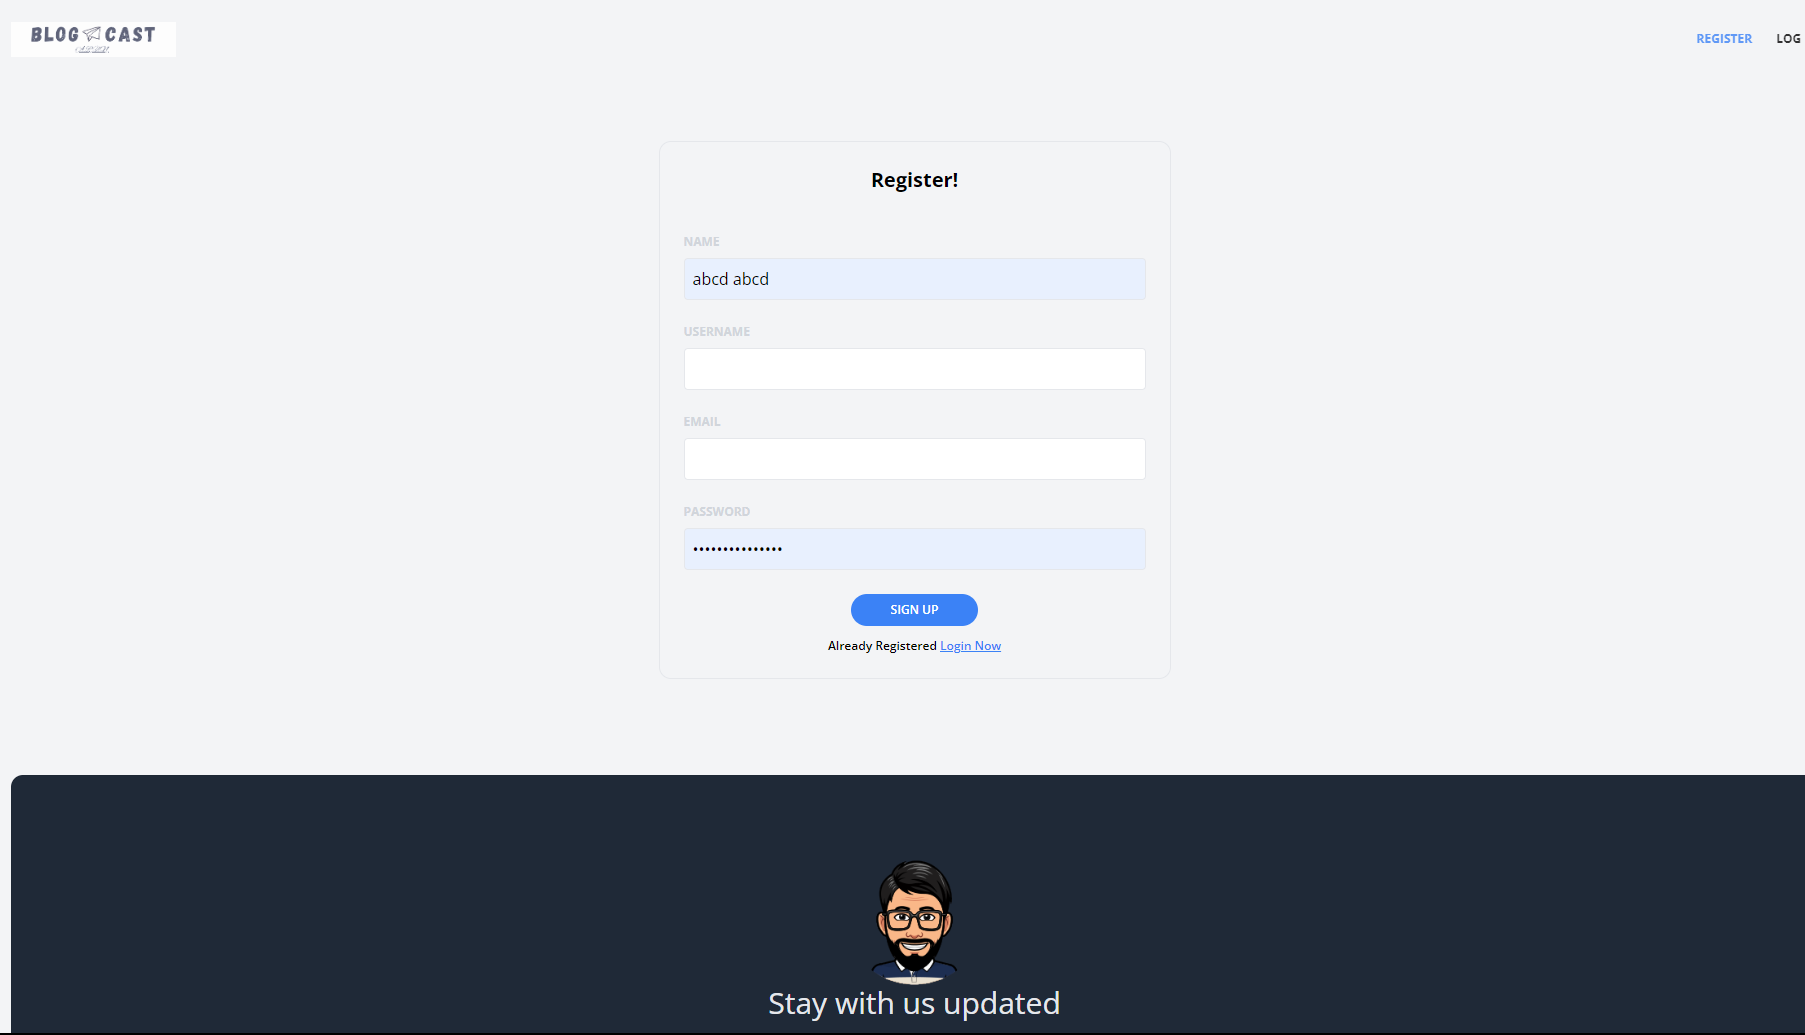 BLOG CAST
REGISTER
LOG
Register!
NAME
abcd abcd
USERNAME
EMAIL
PASSWORD
•••••••••••••••
SIGN UP
Already Registered Login Now
Stay with us updated